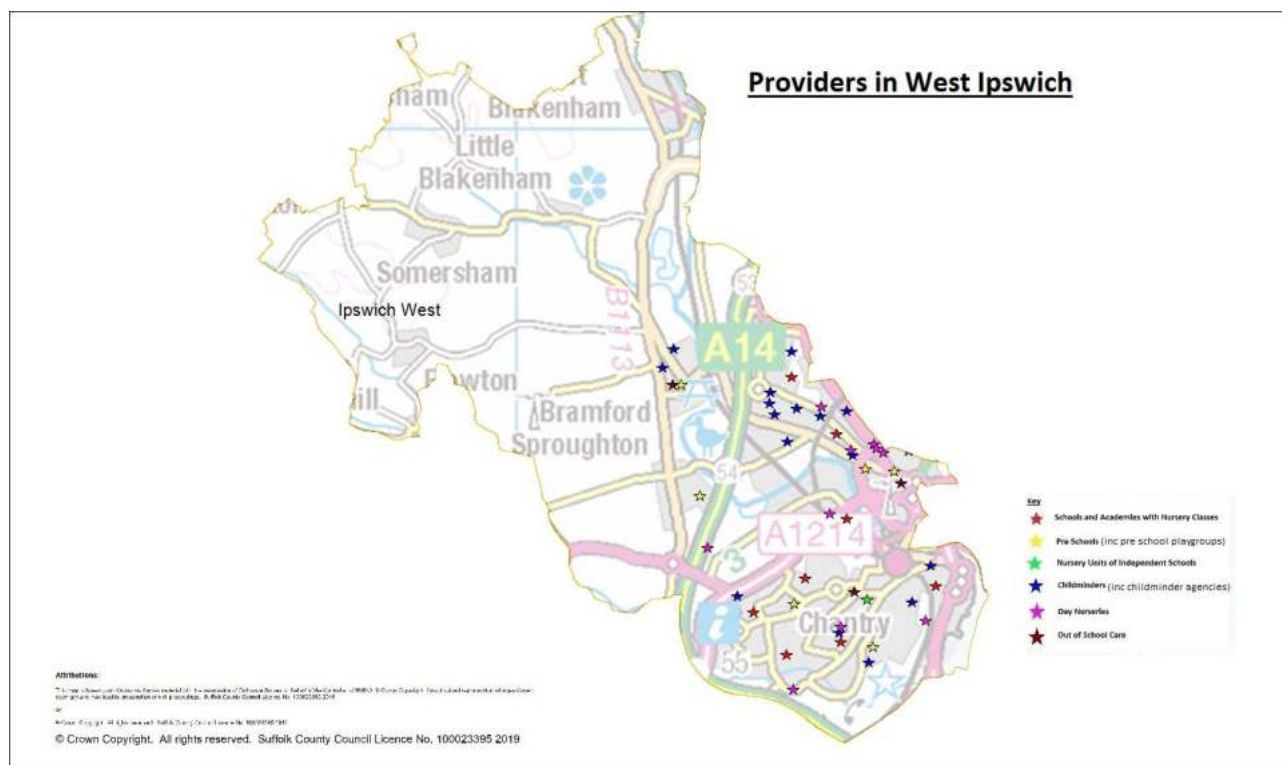 Providers in West Ipswich
Blakenham
Little
Blakenham
Somersham
Ipswich West
B1113
53
A14
Bramford
Sproughton
54
A1214
3
Chantry
i
55
Key
Schools and Academies with Nursery Classes
Pre Schools (inc pre school playgroups)
Nursery Units of Independent Schools
Childminders (inc childminder agencies)
Day Nurseries
Out of School Care
Attributions:
© Crown Copyright. All rights reserved. Suffolk County Council Licence No. 100023395 2019